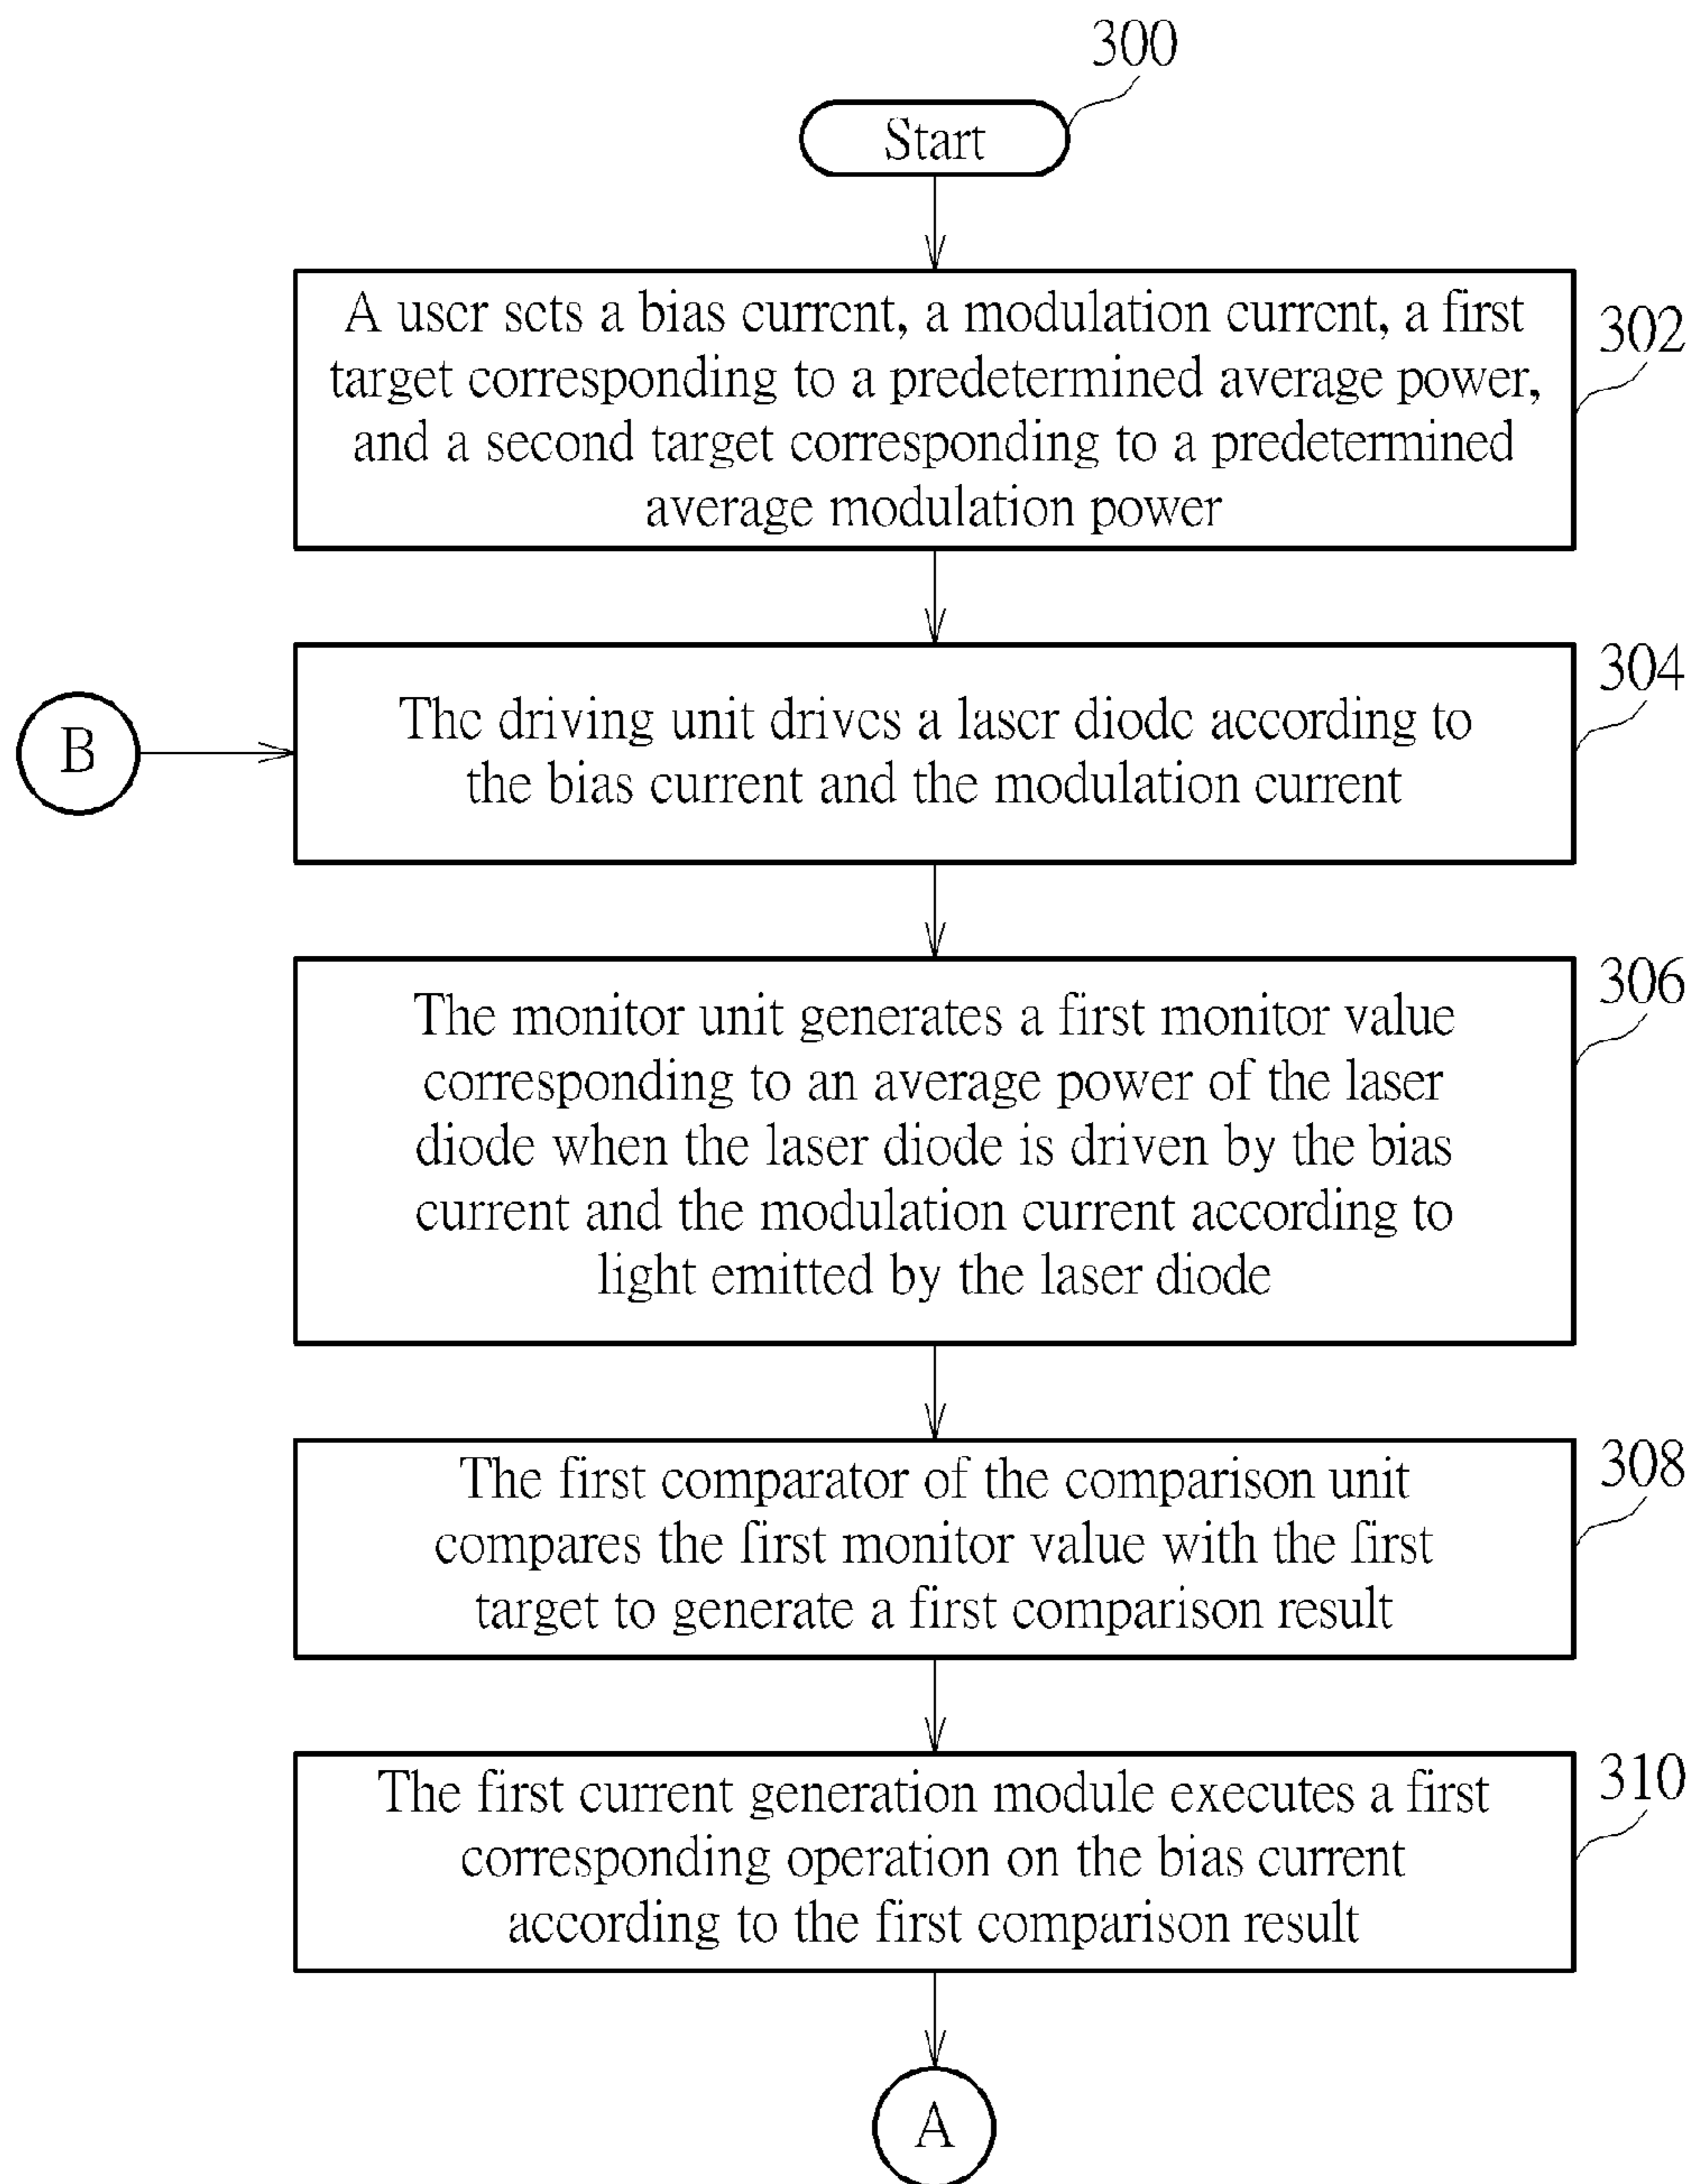 300
Start
A user sets a bias current, a modulation current, a first
target corresponding to a predetermined average power,
and a second target corresponding to a predetermined
average modulation power
302
B
The driving unit drives a laser diode according to
the bias current and the modulation current
304
The monitor unit generates a first monitor value
corresponding to an average power of the laser
diode when the laser diode is driven by the bias
current and the modulation current according to
light emitted by the laser diode
306
The first comparator of the comparison unit
compares the first monitor value with the first
target to generate a first comparison result
308
The first current generation module executes a first
corresponding operation on the bias current
according to the first comparison result
310
A